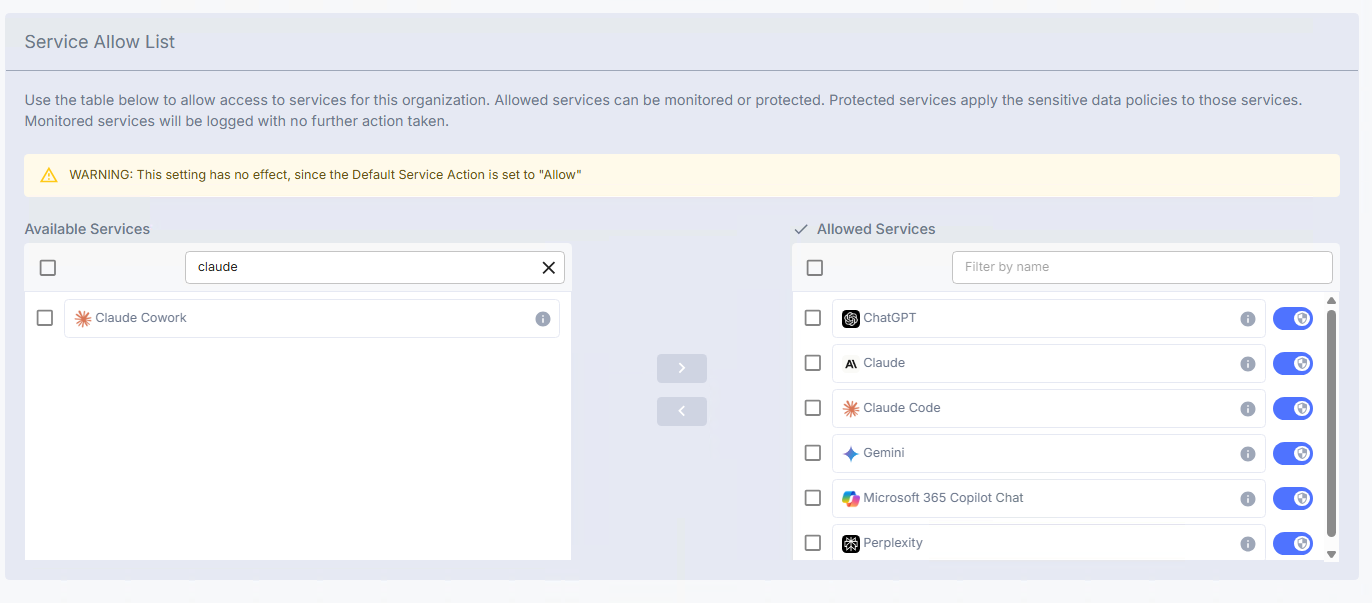 Service Allow List
Use the table below to allow access to services for this organization. Allowed services can be monitored or protected. Protected services apply the sensitive data policies to those services.
Monitored services will be logged with no further action taken.
WARNING: This setting has no effect, since the Default Service Action is set to "Allow"
Available Services
claude
Claude Cowork
Allowed Services
Filter by name
ChatGPT
Claude
Claude Code
Gemini
Microsoft 365 Copilot Chat
Perplexity